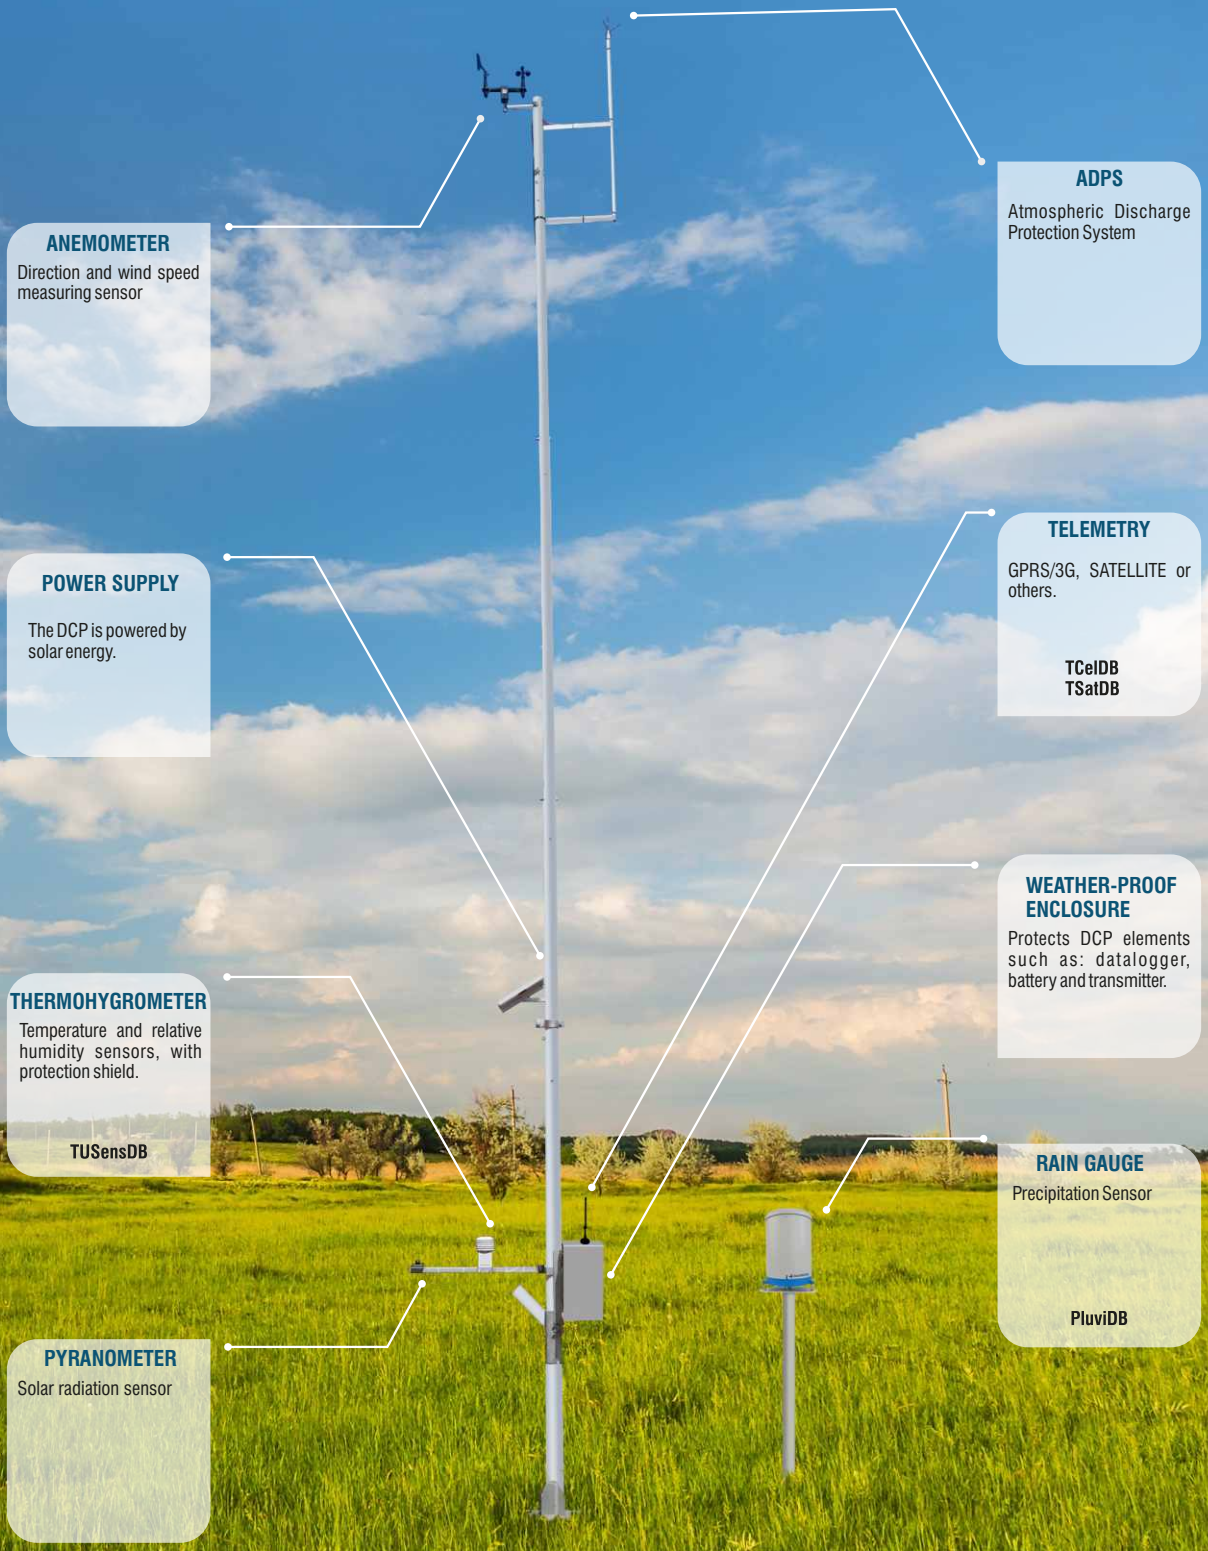 ADPS
Atmospheric Discharge
Protection System
ANEMOMETER
Direction and wind speed
measuring sensor
TELEMETRY
GPRS/3G, SATELLITE or
others.
TCelDB
TSatDB
POWER SUPPLY
The DCP is powered by
solar energy.
WEATHER-PROOF
ENCLOSURE
Protects DCP elements
such as: datalogger,
battery and transmitter.
THERMOHYGROMETER
Temperature and relative
humidity sensors, with
protection shield.
TUSensDB
RAIN GAUGE
Precipitation Sensor
PluviDB
PYRANOMETER
Solar radiation sensor